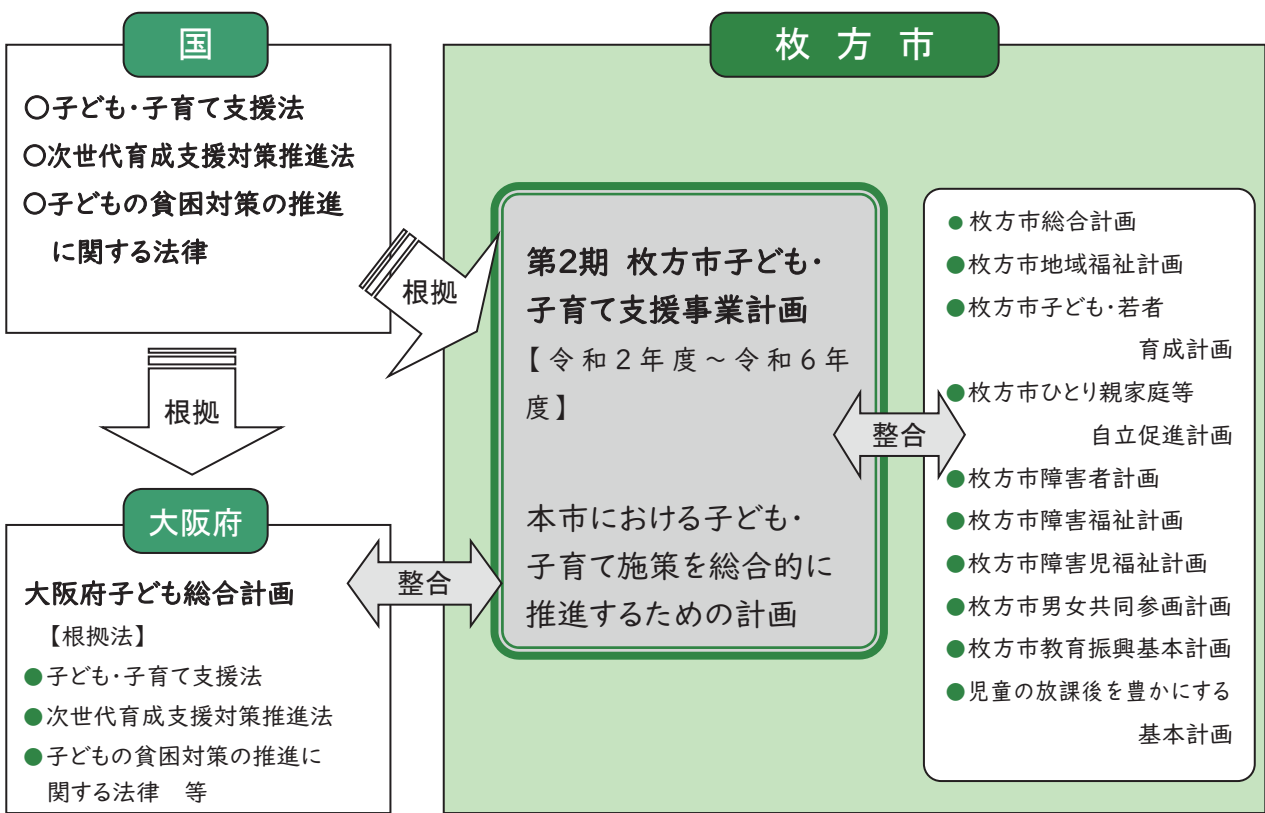 国
○子ども・子育て支援法
○次世代育成支援対策推進法
○子どもの貧困対策の推進
に関する法律
根拠
根拠
大阪府
大阪府子ども総合計画
【根拠法】
●子ども・子育て支援法
●次世代育成支援対策推進法
●子どもの貧困対策の推進に
関する法律　等
整合
枚方市
第2期 枚方市子ども・
子育て支援事業計画
【令和2年度～令和6年
度】
本市における子ども・
子育て施策を総合的に
推進するための計画
整合
●枚方市総合計画
●枚方市地域福祉計画
●枚方市子ども・若者
育成計画
●枚方市ひとり親家庭等
自立促進計画
●枚方市障害者計画
●枚方市障害福祉計画
●枚方市障害児福祉計画
●枚方市男女共同参画計画
●枚方市教育振興基本計画
●児童の放課後を豊かにする
基本計画